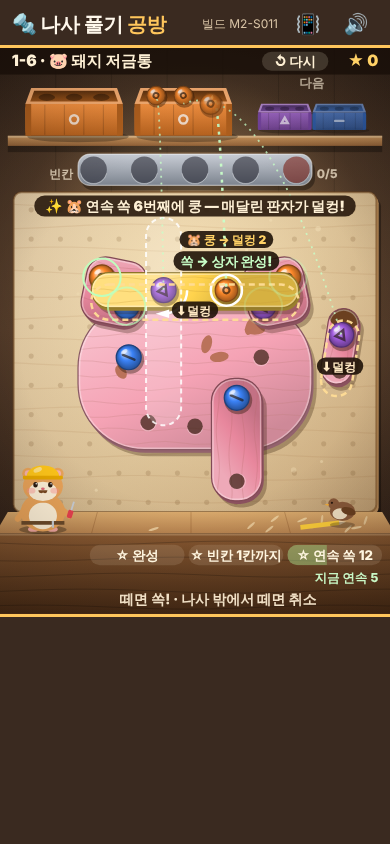 나사 풀기 공방
빌드 M2-S011
1-6 · 돼지 저금통
다시
★ 0
다음
빈칸
0/5
연속 쏙 6번째에 쿵 — 매달린 판자가 덜컹!
쿵 → 덜컹 2
쏙 → 상자 완성!
⬇덜컹
⬇덜컹
☆ 완성
☆ 빈칸 1칸까지
☆ 연속 쏙 12
지금 연속 5
떼면 쏙! · 나사 밖에서 떼면 취소